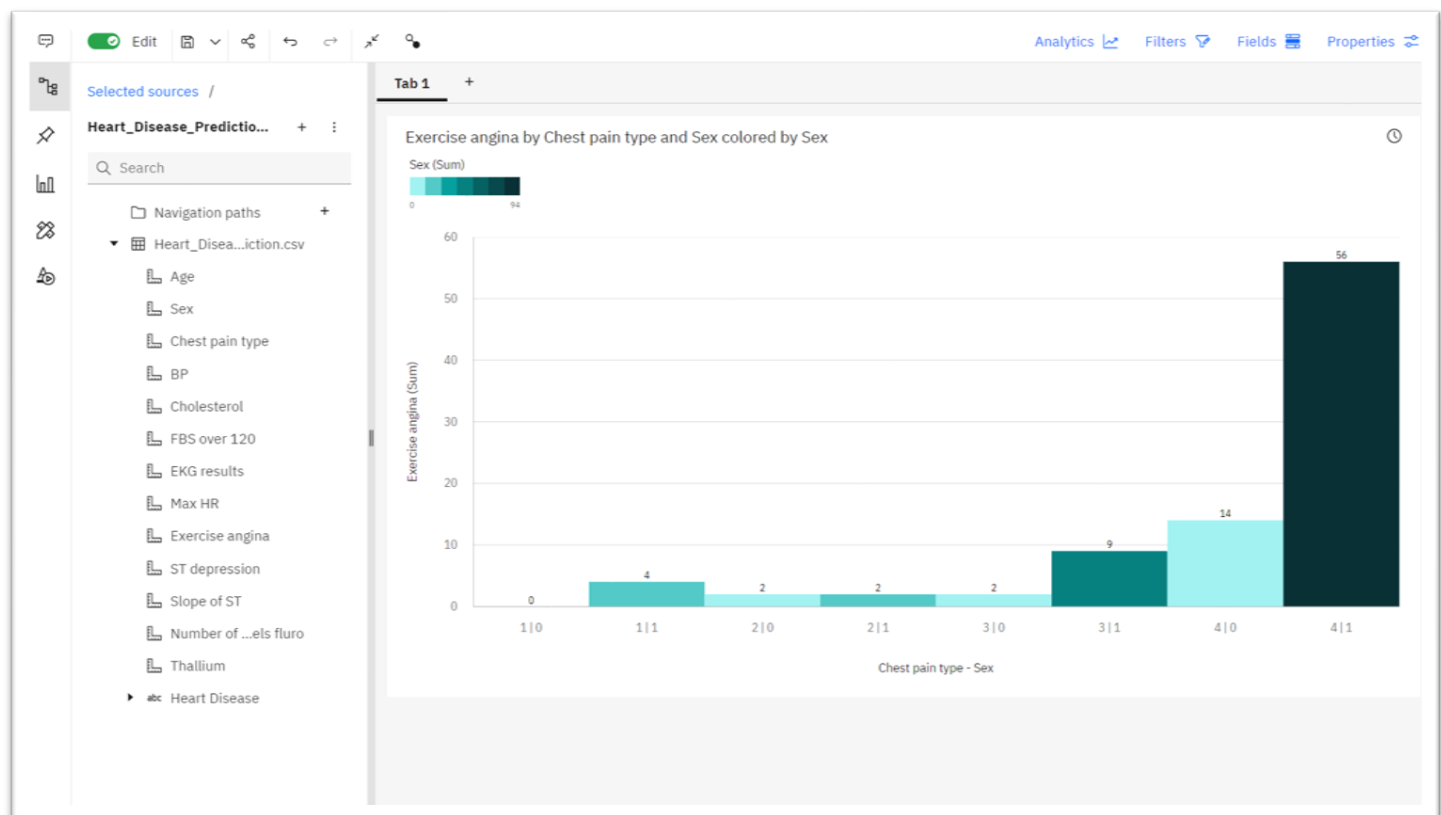 Edit
Analytics
Filters
Fields
Properties
Selected sources /
Heart_Disease_Predictio...
Search
Navigation paths
Heart_Disea...iction.csv
Age
Sex
Chest pain type
BP
Cholesterol
FBS over 120
EKG results
Max HR
Exercise angina
ST depression
Slope of ST
Number of ...els fluro
Thallium
abc Heart Disease
Tab 1 +
Exercise angina by Chest pain type and Sex colored by Sex
Sex (Sum)
0 94
Exercise angina (Sum)
60
50
40
30
20
10
0
0 4 2 2 2 9 14 56
1|0 1|1 2|0 2|1 3|0 3|1 4|0 4|1
Chest pain type - Sex